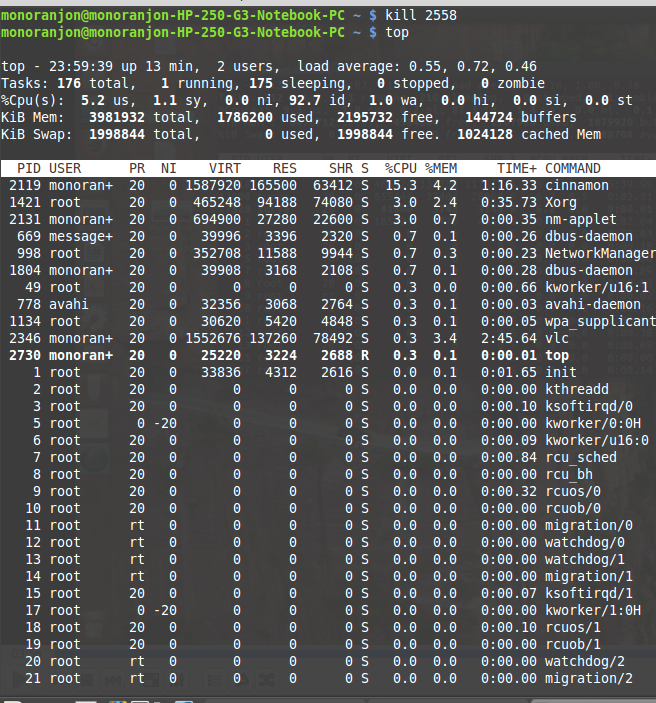 monoranjon@monoranjon-HP-250-G3-Notebook-PC ~ $ kill 2558
monoranjon@monoranjon-HP-250-G3-Notebook-PC ~ $ top
top - 23:59:39 up 13 min,  2 users,  load average: 0.55, 0.72, 0.46
Tasks: 176 total,   1 running, 175 sleeping,   0 stopped,   0 zombie
%Cpu(s):  5.2 us,  1.1 sy,  0.0 ni, 92.7 id,  1.0 wa,  0.0 hi,  0.0 si,  0.0 st
KiB Mem:   3981932 total,  1786200 used,  2195732 free,   144724 buffers
KiB Swap:  1998844 total,        0 used,  1998844 free.  1024128 cached Mem
PID USER      PR  NI    VIRT    RES    SHR S  %CPU %MEM     TIME+ COMMAND
2119 monoran+  20   0 1587920 165500  63412 S  15.3  4.2   1:16.33 cinnamon
1421 root      20   0  465248  94188  74080 S   3.0  2.4   0:35.73 Xorg
2131 monoran+  20   0  694900  27280  22600 S   3.0  0.7   0:00.35 nm-applet
669 message+  20   0   39996   3396   2320 S   0.7  0.1   0:00.26 dbus-daemon
998 root      20   0  352708  11588   9944 S   0.7  0.3   0:00.23 NetworkManager
1804 monoran+  20   0   39908   3168   2108 S   0.7  0.1   0:00.28 dbus-daemon
49 root      20   0       0      0      0 S   0.3  0.0   0:00.66 kworker/u16:1
778 avahi     20   0   32356   3068   2764 S   0.3  0.1   0:00.03 avahi-daemon
1134 root      20   0   30620   5420   4848 S   0.3  0.1   0:00.05 wpa_supplicant
2346 monoran+  20   0 1552676 137260  78492 S   0.3  3.4   2:45.64 vlc
2730 monoran+  20   0   25220   3224   2688 R   0.3  0.1   0:00.01 top
1 root      20   0   33836   4312   2616 S   0.0  0.1   0:01.65 init
2 root      20   0       0      0      0 S   0.0  0.0   0:00.00 kthreadd
3 root      20   0       0      0      0 S   0.0  0.0   0:00.10 ksoftirqd/0
5 root       0 -20       0      0      0 S   0.0  0.0   0:00.00 kworker/0:0H
6 root      20   0       0      0      0 S   0.0  0.0   0:00.09 kworker/u16:0
7 root      20   0       0      0      0 S   0.0  0.0   0:00.84 rcu_sched
8 root      20   0       0      0      0 S   0.0  0.0   0:00.00 rcu_bh
9 root      20   0       0      0      0 S   0.0  0.0   0:00.32 rcuos/0
10 root      20   0       0      0      0 S   0.0  0.0   0:00.00 rcuob/0
11 root      rt   0       0      0      0 S   0.0  0.0   0:00.00 migration/0
12 root      rt   0       0      0      0 S   0.0  0.0   0:00.00 watchdog/0
13 root      rt   0       0      0      0 S   0.0  0.0   0:00.00 watchdog/1
14 root      rt   0       0      0      0 S   0.0  0.0   0:00.00 migration/1
15 root      20   0       0      0      0 S   0.0  0.0   0:00.07 ksoftirqd/1
17 root       0 -20       0      0      0 S   0.0  0.0   0:00.00 kworker/1:0H
18 root      20   0       0      0      0 S   0.0  0.0   0:00.10 rcuos/1
19 root      20   0       0      0      0 S   0.0  0.0   0:00.00 rcuob/1
20 root      rt   0       0      0      0 S   0.0  0.0   0:00.00 watchdog/2
21 root      rt   0       0      0      0 S   0.0  0.0   0:00.00 migration/2